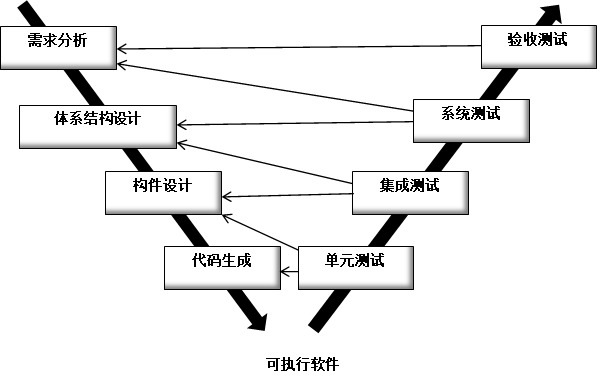 需求分析
验收测试
体系结构设计
系统测试
构件设计
集成测试
代码生成
单元测试
可执行软件